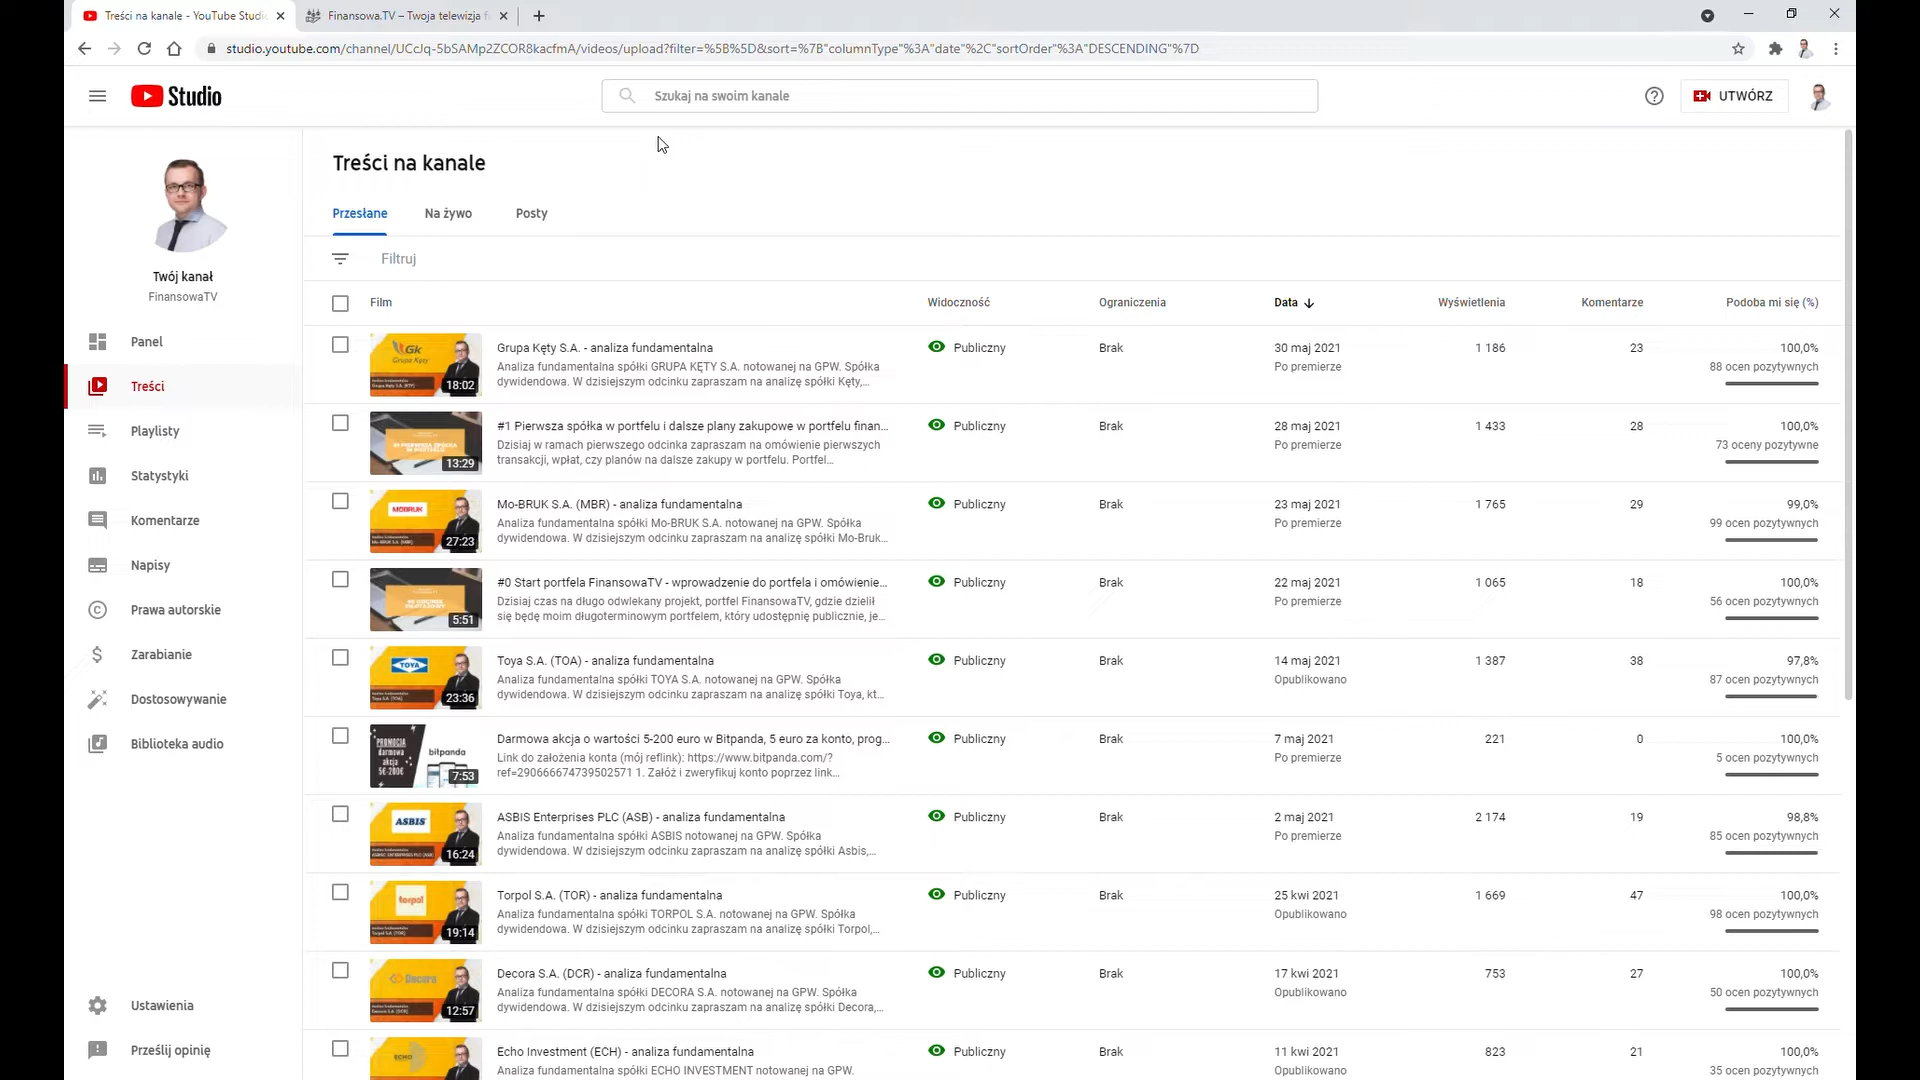 Treści na kanale - YouTube Studi
Finansowa.TV – Twoja telewizja f
studio.youtube.com/channel/UCcJq-5bSAMp2ZCOR8kacfmA/videos/upload?filter=%5B%5D&sort=%7B"columnType"%3A"date"%2C"sortOrder"%3A"DESCENDING"%7D
Studio
Szukaj na swoim kanale
UTWÓRZ
Twój kanał
FinansowaTV
Panel
Treści
Playlisty
Statystyki
Komentarze
Napisy
Prawa autorskie
Zarabianie
Dostosowywanie
Biblioteka audio
Ustawienia
Prześlij opinię
Treści na kanale
Przesłane Na żywo Posty
Filtruj
Film Widoczność Ograniczenia Data Wyświetlenia Komentarze Podoba mi się (%)
Grupa Kęty S.A. - analiza fundamentalna Publiczny Brak 30 maj 2021 1 186 23 100,0%
Analiza fundamentalna spółki GRUPA KĘTY S.A. notowanej na GPW. Spółka Po premierze 88 ocen pozytywnych
dywidendowa. W dzisiejszym odcinku zapraszam na analizę spółki Kęty,...
18:02
#1 Pierwsza spółka w portfelu i dalsze plany zakupowe w portfelu finan... Publiczny Brak 28 maj 2021 1 433 28 100,0%
Dzisiaj w ramach pierwszego odcinka zapraszam na omówienie pierwszych Po premierze 73 oceny pozytywne
transakcji, wpłat, czy planów na dalsze zakupy w portfelu. Portfel...
13:29
Mo-BRUK S.A. (MBR) - analiza fundamentalna Publiczny Brak 23 maj 2021 1 765 29 99,0%
Analiza fundamentalna spółki Mo-BRUK S.A. notowanej na GPW. Spółka Po premierze 99 ocen pozytywnych
dywidendowa. W dzisiejszym odcinku zapraszam na analizę spółki Mo-Bruk...
MOBRUK
27:23
#0 Start portfela FinansowaTV - wprowadzenie do portfela i omówienie... Publiczny Brak 22 maj 2021 1 065 18 100,0%
Dzisiaj czas na długo odwlekany projekt, portfel FinansowaTV, gdzie dzielił Po premierze 56 ocen pozytywnych
się będę moim długoterminowym portfelem, który udostępnię publicznie, je...
5:51
Toya S.A. (TOA) - analiza fundamentalna Publiczny Brak 14 maj 2021 1 387 38 97,8%
Analiza fundamentalna spółki TOYA S.A. notowanej na GPW. Spółka Opublikowano 87 ocen pozytywnych
dywidendowa. W dzisiejszym odcinku zapraszam na analizę spółki Toya, kt...
TOYA
23:36
Darmowa akcja o wartości 5-200 euro w Bitpanda, 5 euro za konto, prog... Publiczny Brak 7 maj 2021 221 0 100,0%
Link do założenia konta (mój reflink): https://www.bitpanda.com/? Po premierze 5 ocen pozytywnych
ref=290666674739502571 1. Załóż i zweryfikuj konto poprzez link...
PROMOCJA
darmowa
akcja
5€-200€
bitpanda
7:53
ASBIS Enterprises PLC (ASB) - analiza fundamentalna Publiczny Brak 2 maj 2021 2 174 19 98,8%
Analiza fundamentalna spółki ASBIS notowanej na GPW. Spółka Po premierze 85 ocen pozytywnych
dywidendowa. W dzisiejszym odcinku zapraszam na analizę spółki Asbis,...
ASBIS
16:24
Torpol S.A. (TOR) - analiza fundamentalna Publiczny Brak 25 kwi 2021 1 669 47 100,0%
Analiza fundamentalna spółki TORPOL S.A. notowanej na GPW. Spółka Opublikowano 98 ocen pozytywnych
dywidendowa. W dzisiejszym odcinku zapraszam na analizę spółki Torpol,...
torpol
19:14
Decora S.A. (DCR) - analiza fundamentalna Publiczny Brak 17 kwi 2021 753 27 100,0%
Analiza fundamentalna spółki DECORA S.A. notowanej na GPW. Spółka Opublikowano 50 ocen pozytywnych
dywidendowa. W dzisiejszym odcinku zapraszam na analizę spółki Decora,...
Decora
12:57
Echo Investment (ECH) - analiza fundamentalna Publiczny Brak 11 kwi 2021 823 21 100,0%
Analiza fundamentalna spółki ECHO INVESTMENT notowanej na GPW. Opublikowano 35 ocen pozytywnych
ECHO